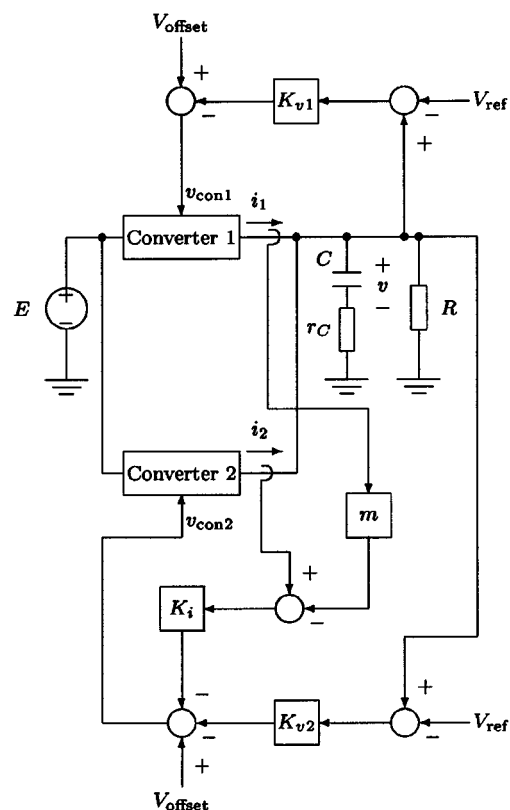 V_offset
+
−
K_v1
−
V_ref
+
v_con1
i_1
Converter 1
C
+
v
−
E
+
−
r_C
R
i_2
Converter 2
v_con2
m
+
K_i
−
−
+
−
K_v2
−
V_ref
+
V_offset